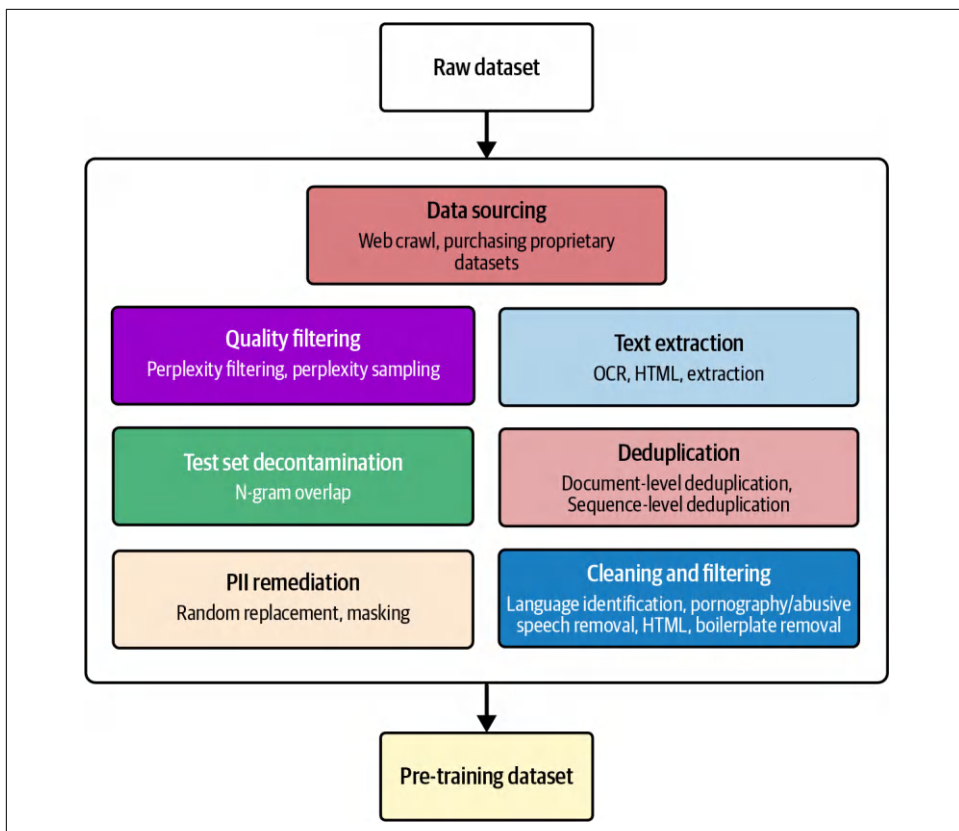 Raw dataset
Data sourcing
Web crawl, purchasing proprietary
datasets
Quality filtering
Perplexity filtering, perplexity sampling
Text extraction
OCR, HTML, extraction
Test set decontamination
N-gram overlap
Deduplication
Document-level deduplication,
Sequence-level deduplication
PII remediation
Random replacement, masking
Cleaning and filtering
Language identification, pornography/abusive
speech removal, HTML, boilerplate removal
Pre-training dataset